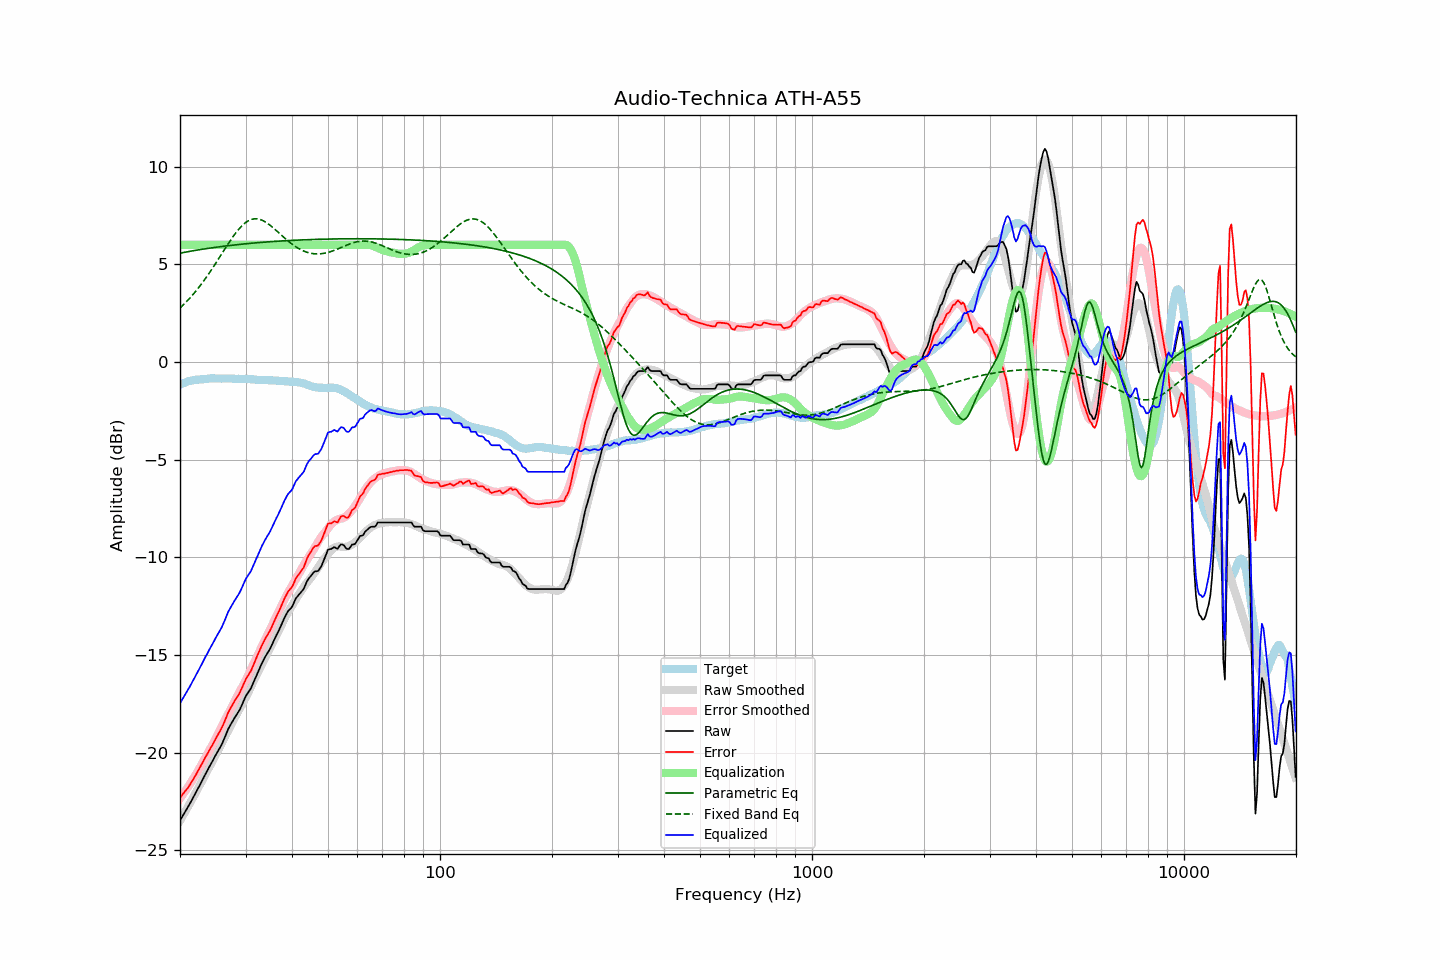 Audio-Technica ATH-A55
10
5
0
−5
−10
−15
−20
−25
Amplitude (dBr)
Target
Raw Smoothed
Error Smoothed
Raw
Error
Equalization
Parametric Eq
Fixed Band Eq
Equalized
100
1000
10000
Frequency (Hz)